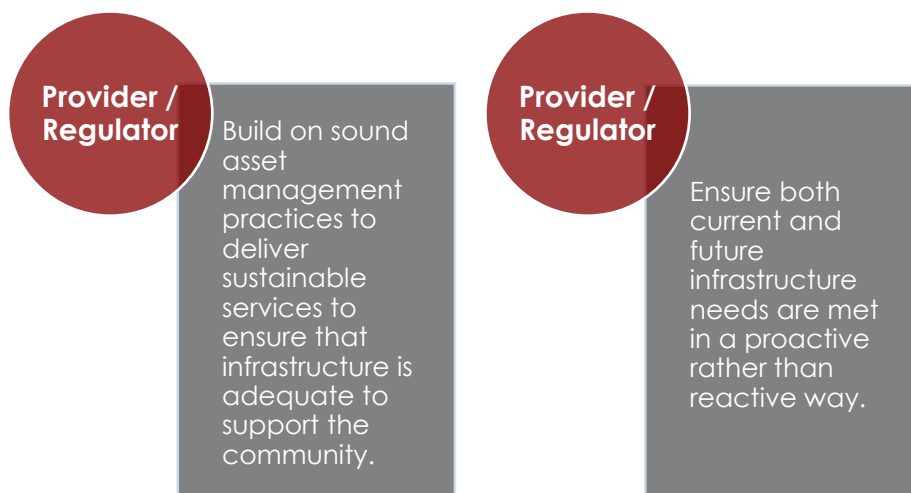 Provider /
Regulator
Build on sound
asset
management
practices to
deliver
sustainable
services to
ensure that
infrastructure is
adequate to
support the
community.
Provider /
Regulator
Ensure both
current and
future
infrastructure
needs are met
in a proactive
rather than
reactive way.